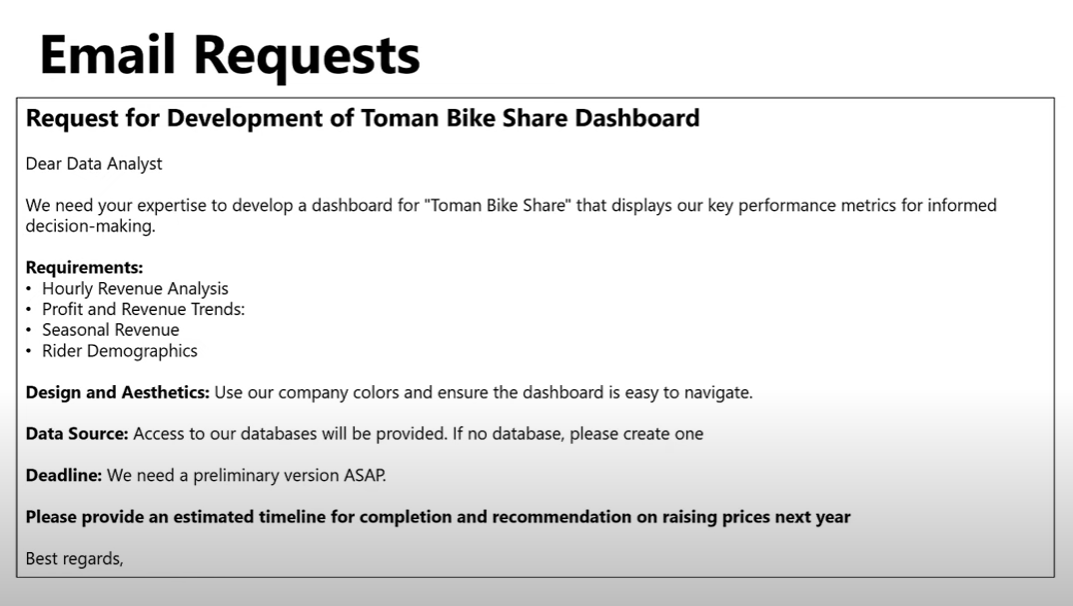 Email Requests
Request for Development of Toman Bike Share Dashboard
Dear Data Analyst
We need your expertise to develop a dashboard for "Toman Bike Share" that displays our key performance metrics for informed
decision-making.
Requirements:
• Hourly Revenue Analysis
• Profit and Revenue Trends:
• Seasonal Revenue
• Rider Demographics
Design and Aesthetics: Use our company colors and ensure the dashboard is easy to navigate.
Data Source: Access to our databases will be provided. If no database, please create one
Deadline: We need a preliminary version ASAP.
Please provide an estimated timeline for completion and recommendation on raising prices next year
Best regards,